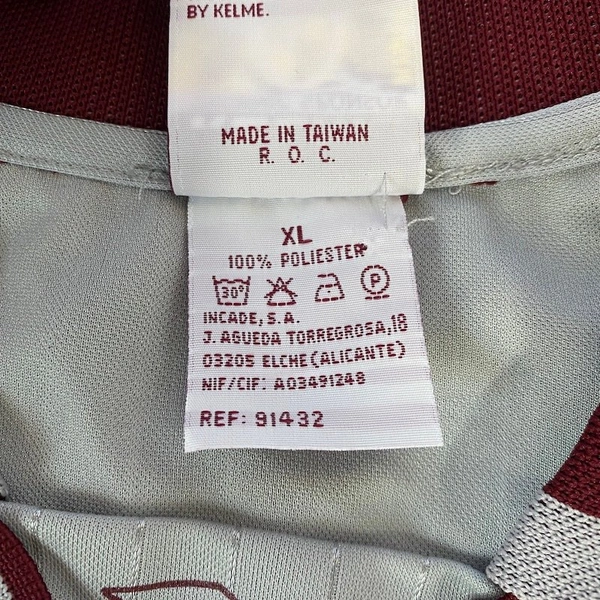 BY KELME.
MADE IN TAIWAN
R. O. C.
XL
100% POLIESTER
30°
P
INCADE, S.A.
J. AGUEDA TORREGROSA,18
03205 ELCHE(ALICANTE)
NIF/CIF: A03491248
REF: 91432